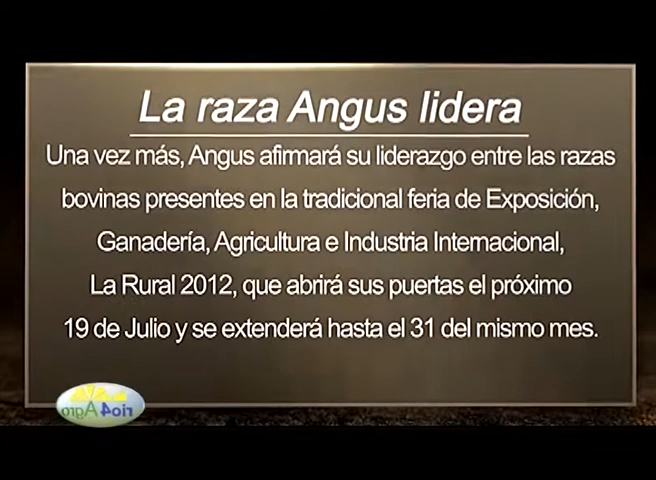 La raza Angus lidera
Una vez más, Angus afirmará su liderazgo entre las razas
bovinas presentes en la tradicional feria de Exposición,
Ganadería, Agricultura e Industria Internacional,
La Rural 2012, que abrirá sus puertas el próximo
19 de Julio y se extenderá hasta el 31 del mismo mes.
rio4 Agro